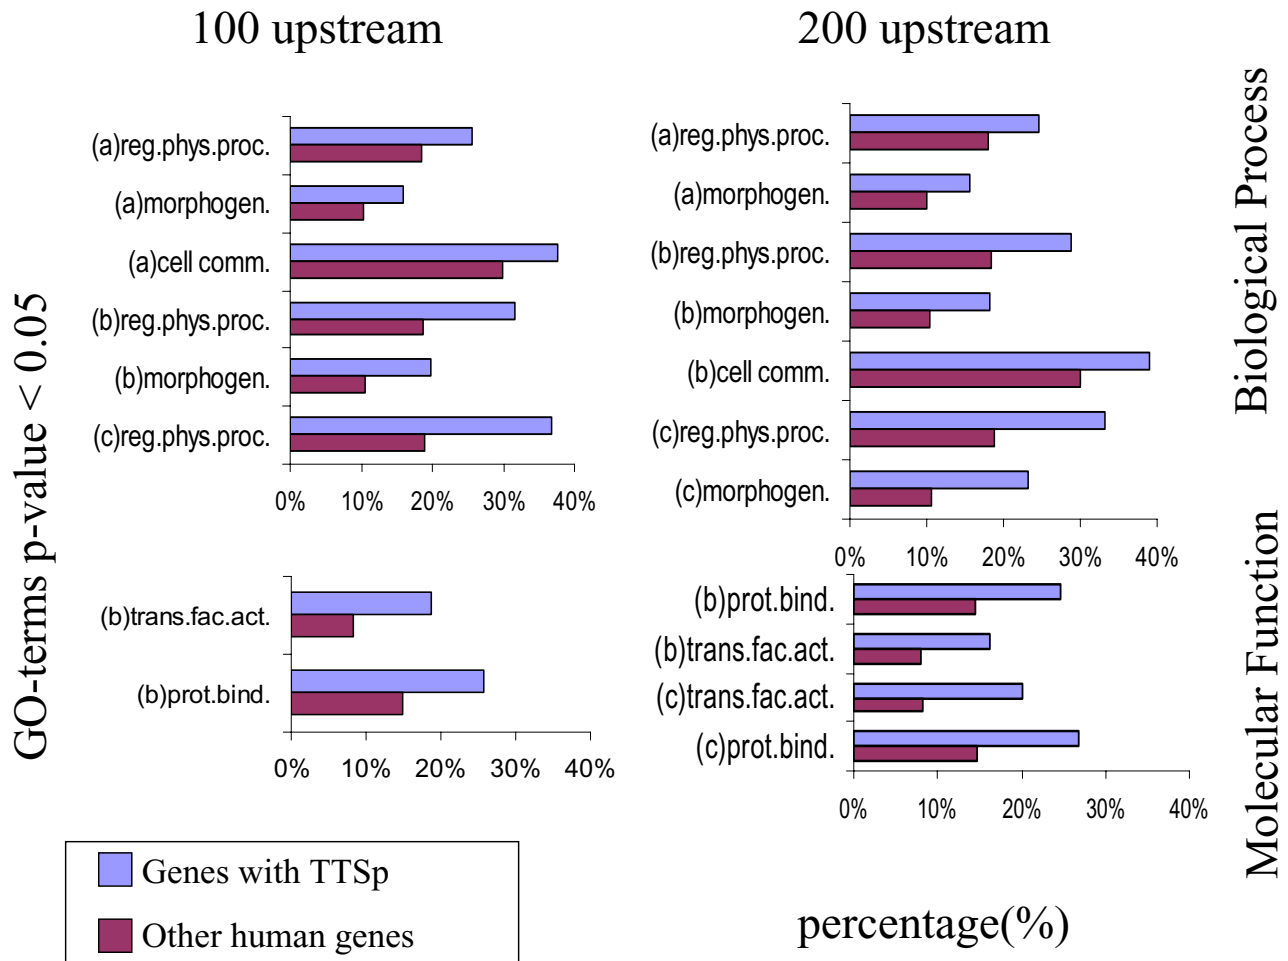 100 upstream
200 upstream
GO-terms p-value < 0.05
(a)reg.phys.proc.
(a)morphogen.
(a)cell comm.
(b)reg.phys.proc.
(b)morphogen.
(c)reg.phys.proc.
0% 10% 20% 30% 40%
(a)reg.phys.proc.
(a)morphogen.
(b)reg.phys.proc.
(b)morphogen.
(b)cell comm.
(c)reg.phys.proc.
(c)morphogen.
0% 10% 20% 30% 40%
Biological Process
(b)trans.fac.act.
(b)prot.bind.
0% 10% 20% 30% 40%
(b)prot.bind.
(b)trans.fac.act.
(c)trans.fac.act.
(c)prot.bind.
0% 10% 20% 30% 40%
Molecular Function
Genes with TTSp
Other human genes
percentage(%)